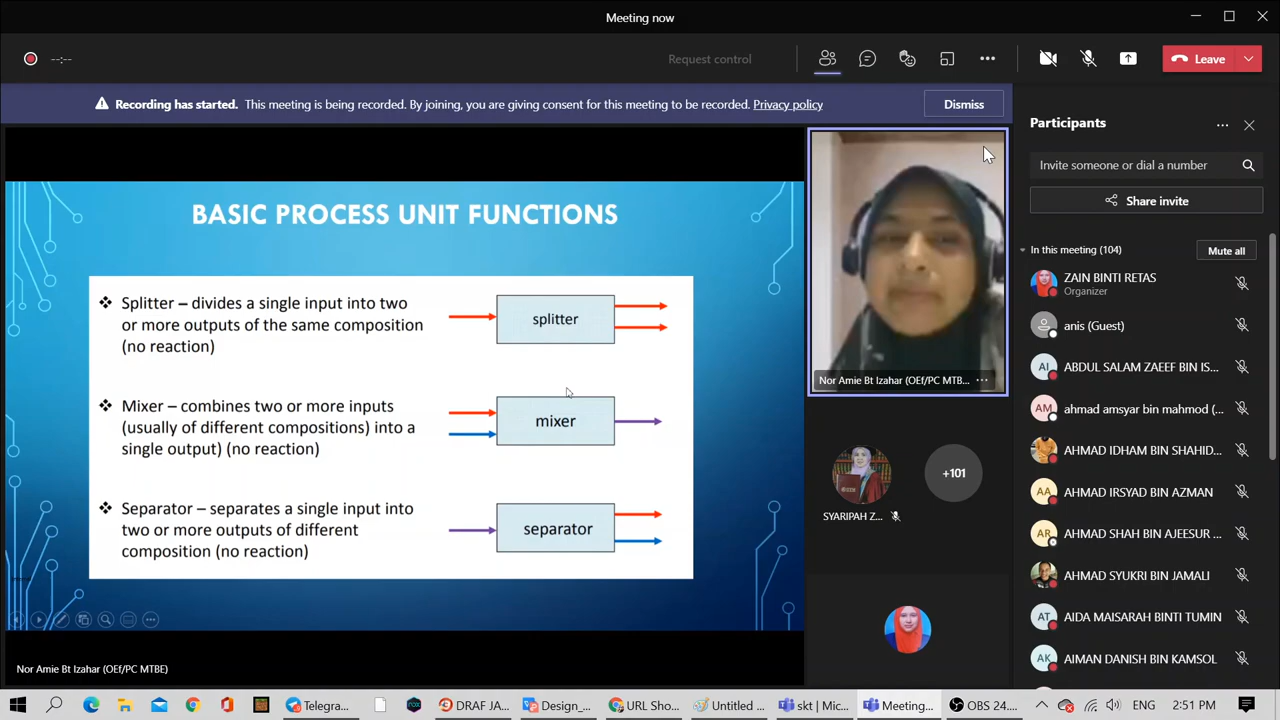 Meeting now
--:--
Request control
Leave
Recording has started. This meeting is being recorded. By joining, you are giving consent for this meeting to be recorded. Privacy policy
Dismiss
BASIC PROCESS UNIT FUNCTIONS
❖ Splitter – divides a single input into two
or more outputs of the same composition
(no reaction)
splitter
❖ Mixer – combines two or more inputs
(usually of different compositions) into a
single output) (no reaction)
mixer
❖ Separator – separates a single input into
two or more outputs of different
composition (no reaction)
separator
Nor Amie Bt Izahar (OEf/PC MTBE)
Nor Amie Bt Izahar (OEf/PC MTB...
SYARIPAH Z...
+101
Participants
Invite someone or dial a number
Share invite
In this meeting (104)
Mute all
ZAIN BINTI RETAS
Organizer
anis (Guest)
AI
ABDUL SALAM ZAEEF BIN IS...
AM
ahmad amsyar bin mahmod (...
AHMAD IDHAM BIN SHAHID...
AA
AHMAD IRSYAD BIN AZMAN
AR
AHMAD SHAH BIN AJEESUR ...
AHMAD SYUKRI BIN JAMALI
AT
AIDA MAISARAH BINTI TUMIN
AK
AIMAN DANISH BIN KAMSOL
Telegra...
DRAF JA...
Design_...
URL Sho...
Untitled ...
skt | Mic...
Meeting...
OBS 24....
ENG
2:51 PM